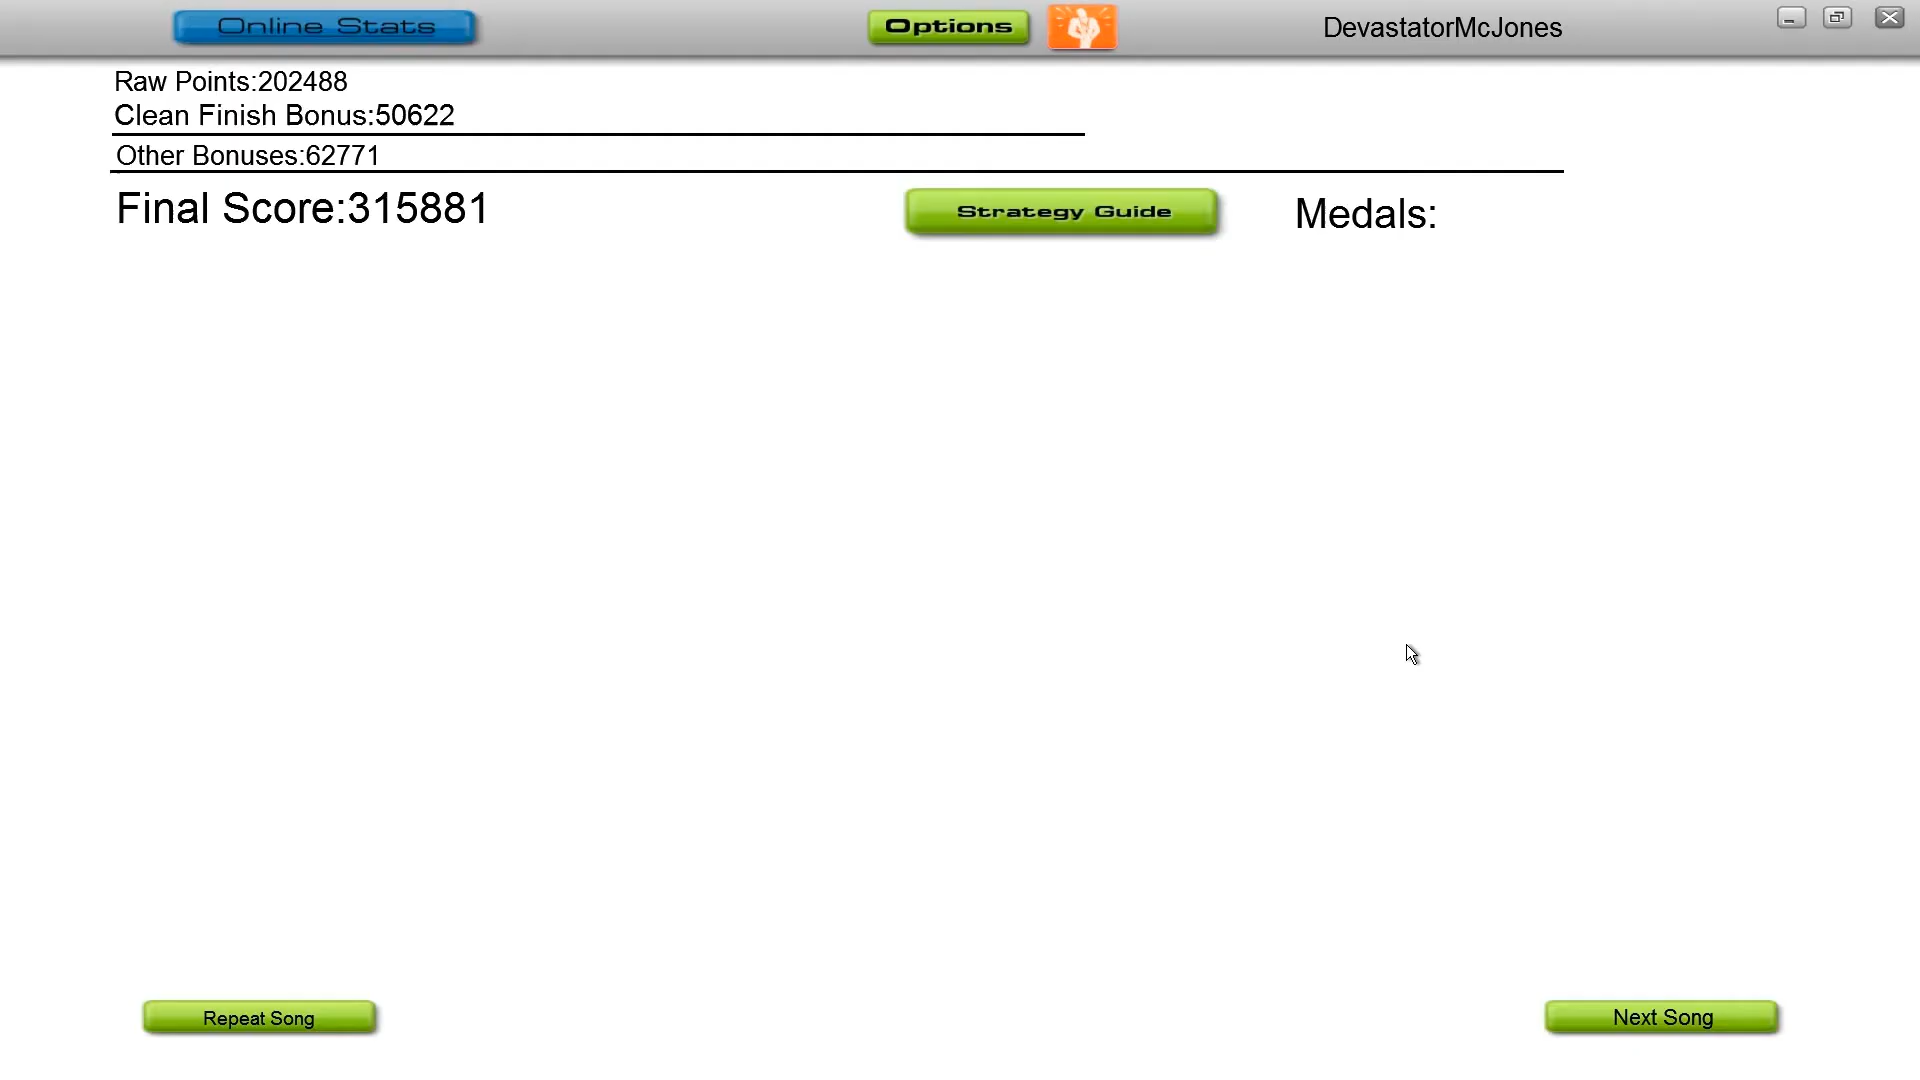 Online Stats
Options
DevastatorMcJones
Raw Points:202488
Clean Finish Bonus:50622
Other Bonuses:62771
Final Score:315881
Strategy Guide
Medals:
Repeat Song
Next Song